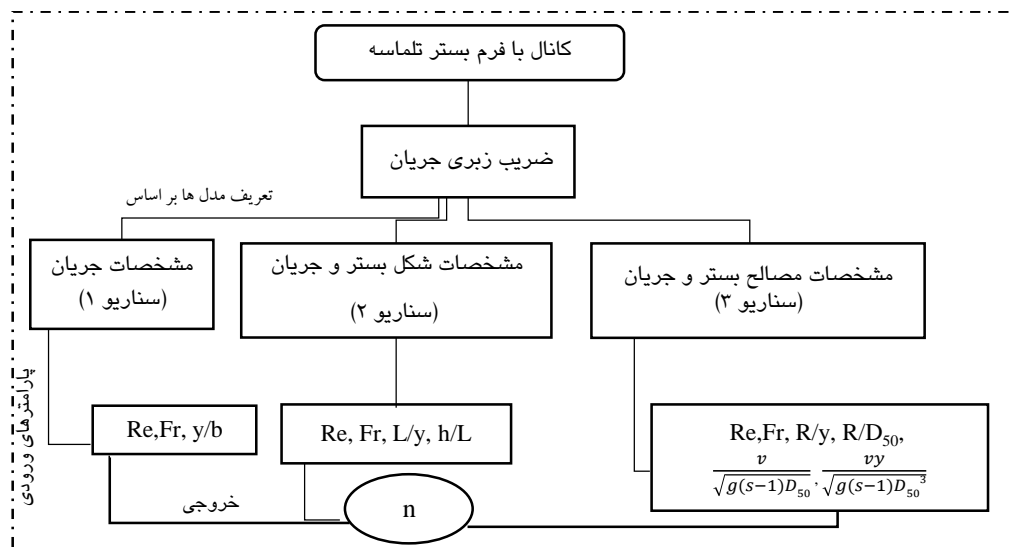 کانال با فرم بستر تلماسه
ضریب زبری جریان
تعریف مدل ها بر اساس
مشخصات جریان
(سناریو ۱)
مشخصات شکل بستر و جریان
(سناریو ۲)
مشخصات مصالح بستر و جریان
(سناریو ۳)
پارامترهای ورودی
Re,Fr, y/b
Re, Fr, L/y, h/L
Re,Fr, R/y, R/D₅₀,
v/√(g(s−1)D₅₀), vy/√(g(s−1)D₅₀³)
خروجی
n